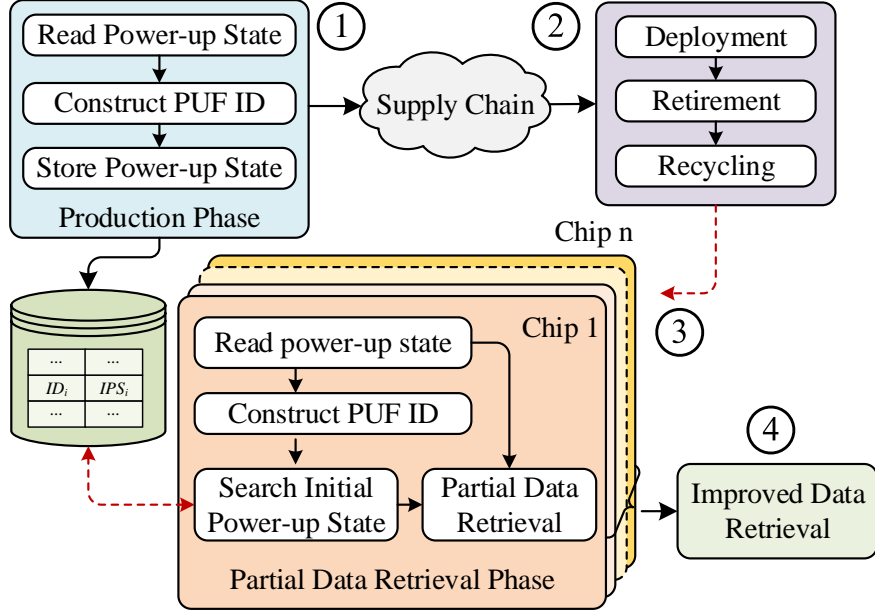 Read Power-up State
Construct PUF ID
Store Power-up State
Production Phase
1
Supply Chain
2
Deployment
Retirement
Recycling
Chip n
3
Chip 1
... ...
IDi IPSi
... ...
Read power-up state
Construct PUF ID
Search Initial
Power-up State
Partial Data
Retrieval
Partial Data Retrieval Phase
4
Improved Data
Retrieval